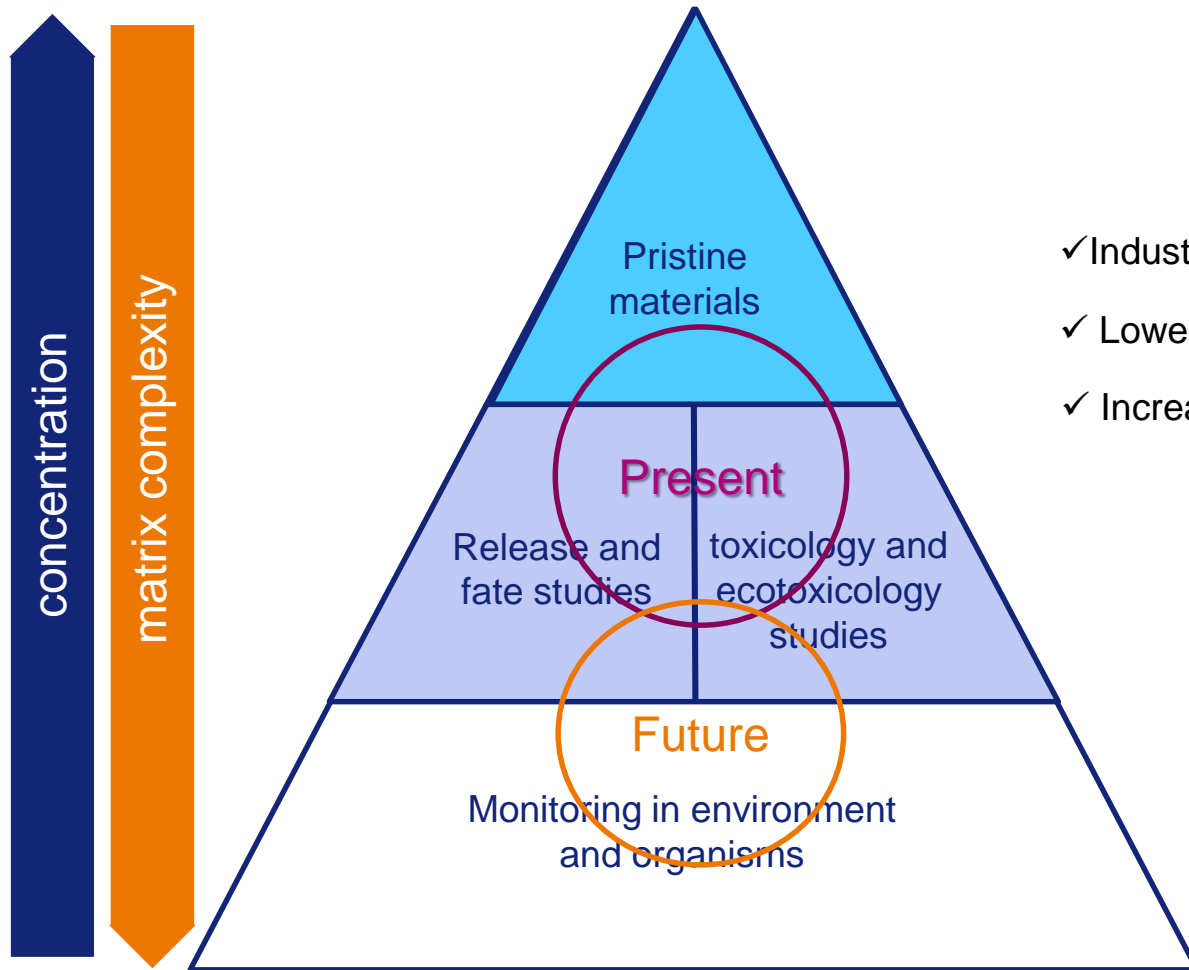 concentration
matrix complexity
Pristine
materials
Present
Release and
fate studies
toxicology and
ecotoxicology
studies
Future
Monitoring in environment
and organisms
✓
✓
✓